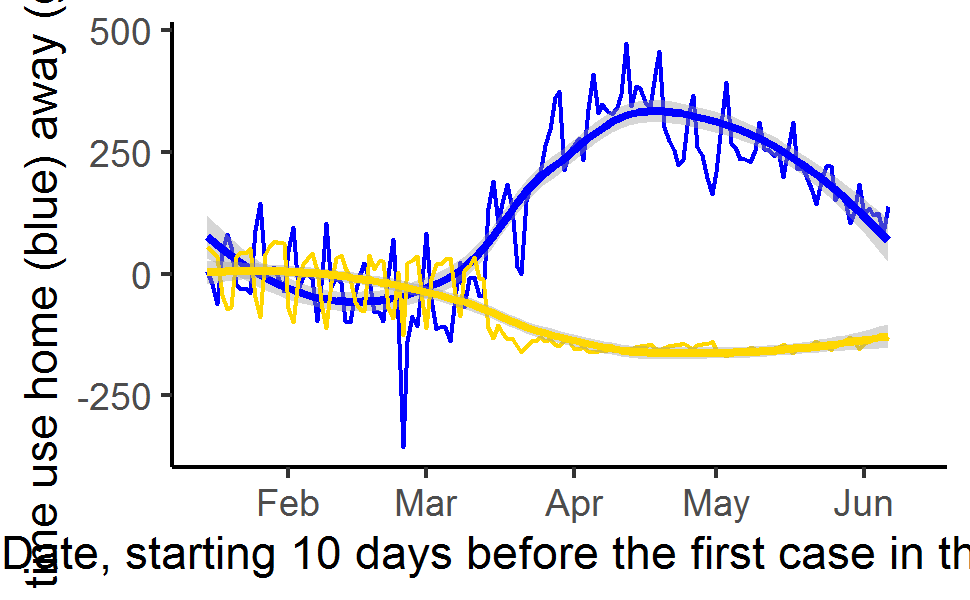 time use home (blue) away (
500
250
0
-250
Feb Mar Apr May Jun
Date, starting 10 days before the first case in th